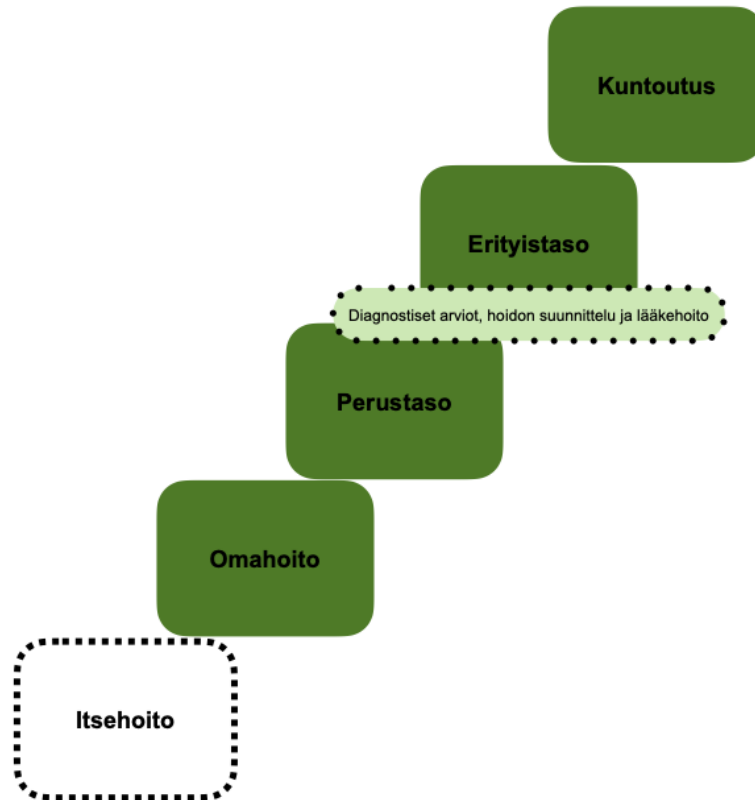 Kuntoutus
Erityistaso
Diagnostiset arviot, hoidon suunnittelu ja lääkehoito
Perustaso
Omahoito
Itsehoito